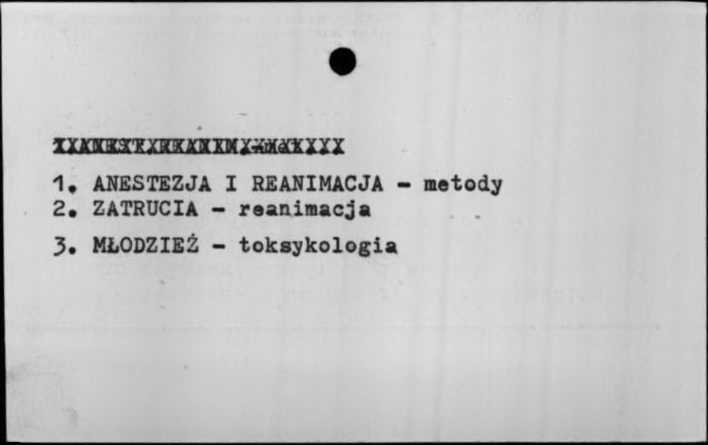 1. ANESTEZJA I REANIMACJA - metody
2. ZATRUCIA - reanimacja
3. MŁODZIEŻ - toksykologia